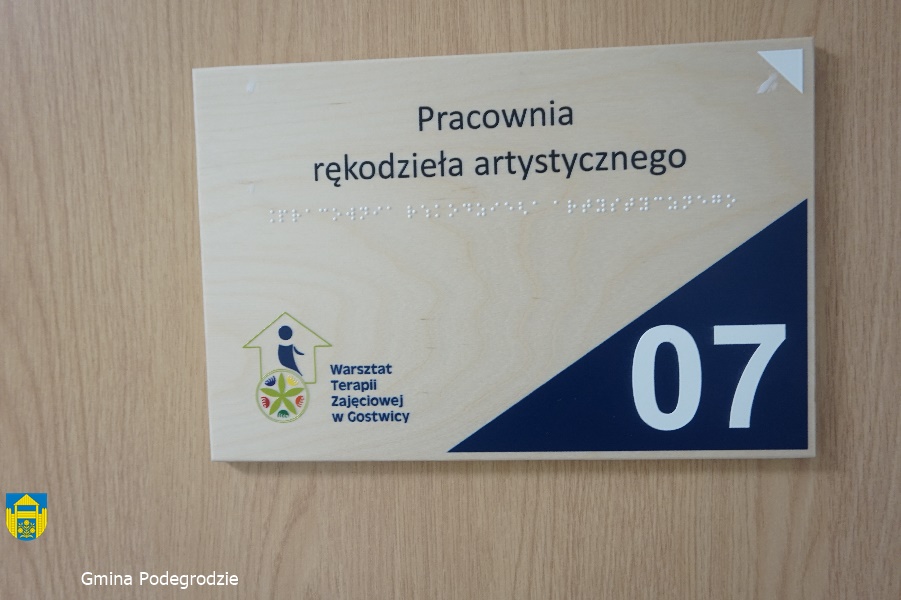 Pracownia
rękodzieła artystycznego
07
Warsztat
Terapii
Zajęciowej
w Gostwicy
Gmina Podegrodzie